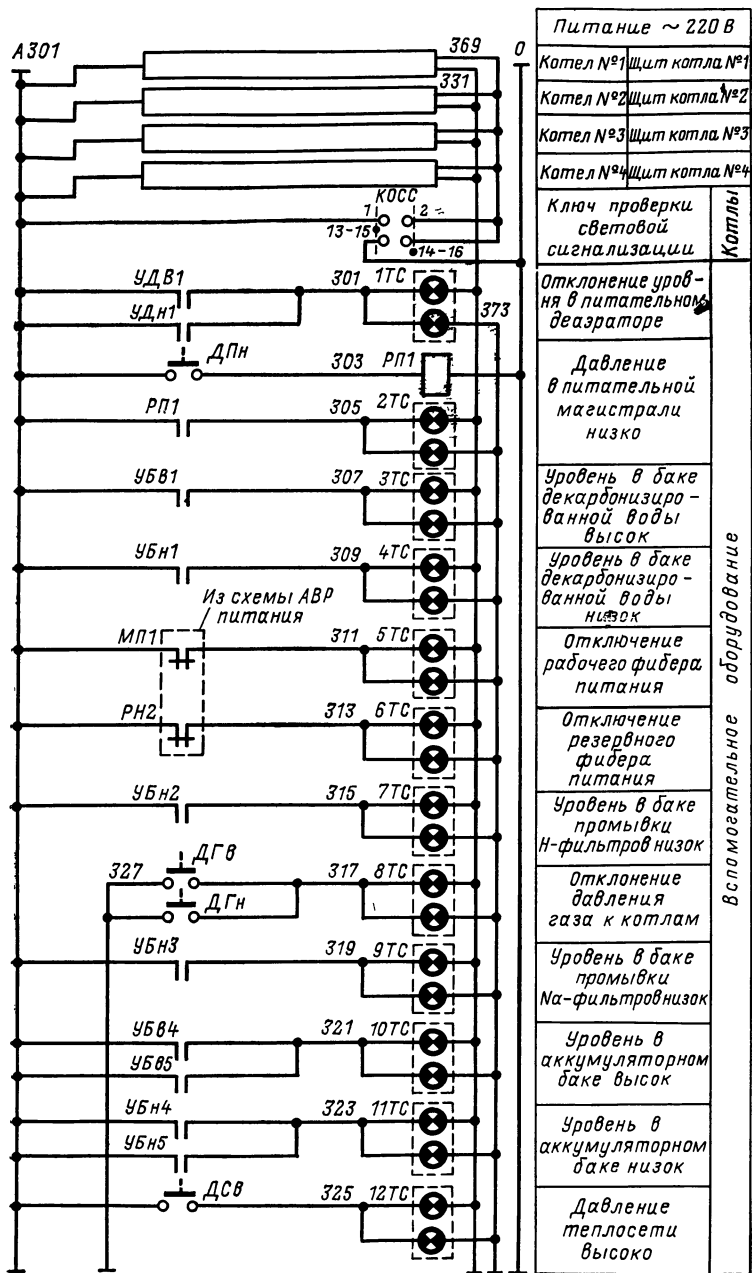 Питание ~ 220 В
А301
369
0
Котел №1 Щит котла №1
331
Котел №2 Щит котла №2
Котел №3 Щит котла №3
Котел №4 Щит котла №4
КОСС
1 2
13-15
14-16
Ключ проверки
световой
сигнализации
Котлы
УДВ1
301
1ТС
УДн1
373
Отклонение уров-
ня в питательном
деаэраторе
ДПн
303
РП1
РП1
305
2ТС
Давление
в питательной
магистрали
низко
УБВ1
307
3ТС
Уровень в баке
декарбонизиро-
ванной воды
высок
УБн1
309
4ТС
Уровень в баке
декарбонизиро-
ванной воды
низок
Из схемы АВР
питания
МП1
311
5ТС
Отключение
рабочего фибера
питания
РН2
313
6ТС
Отключение
резервного
фибера
питания
УБн2
315
7ТС
Уровень в баке
промывки
Н-фильтров низок
327
ДГВ
317
8ТС
ДГн
Отклонение
давления
газа к котлам
УБн3
319
9ТС
Уровень в баке
промывки
Na-фильтров низок
УБВ4
321
10ТС
УБВ5
Уровень в
аккумуляторном
баке высок
УБн4
323
11ТС
УБн5
Уровень в
аккумуляторном
баке низок
ДСВ
325
12ТС
Давление
теплосети
высоко
Вспомогательное оборудование